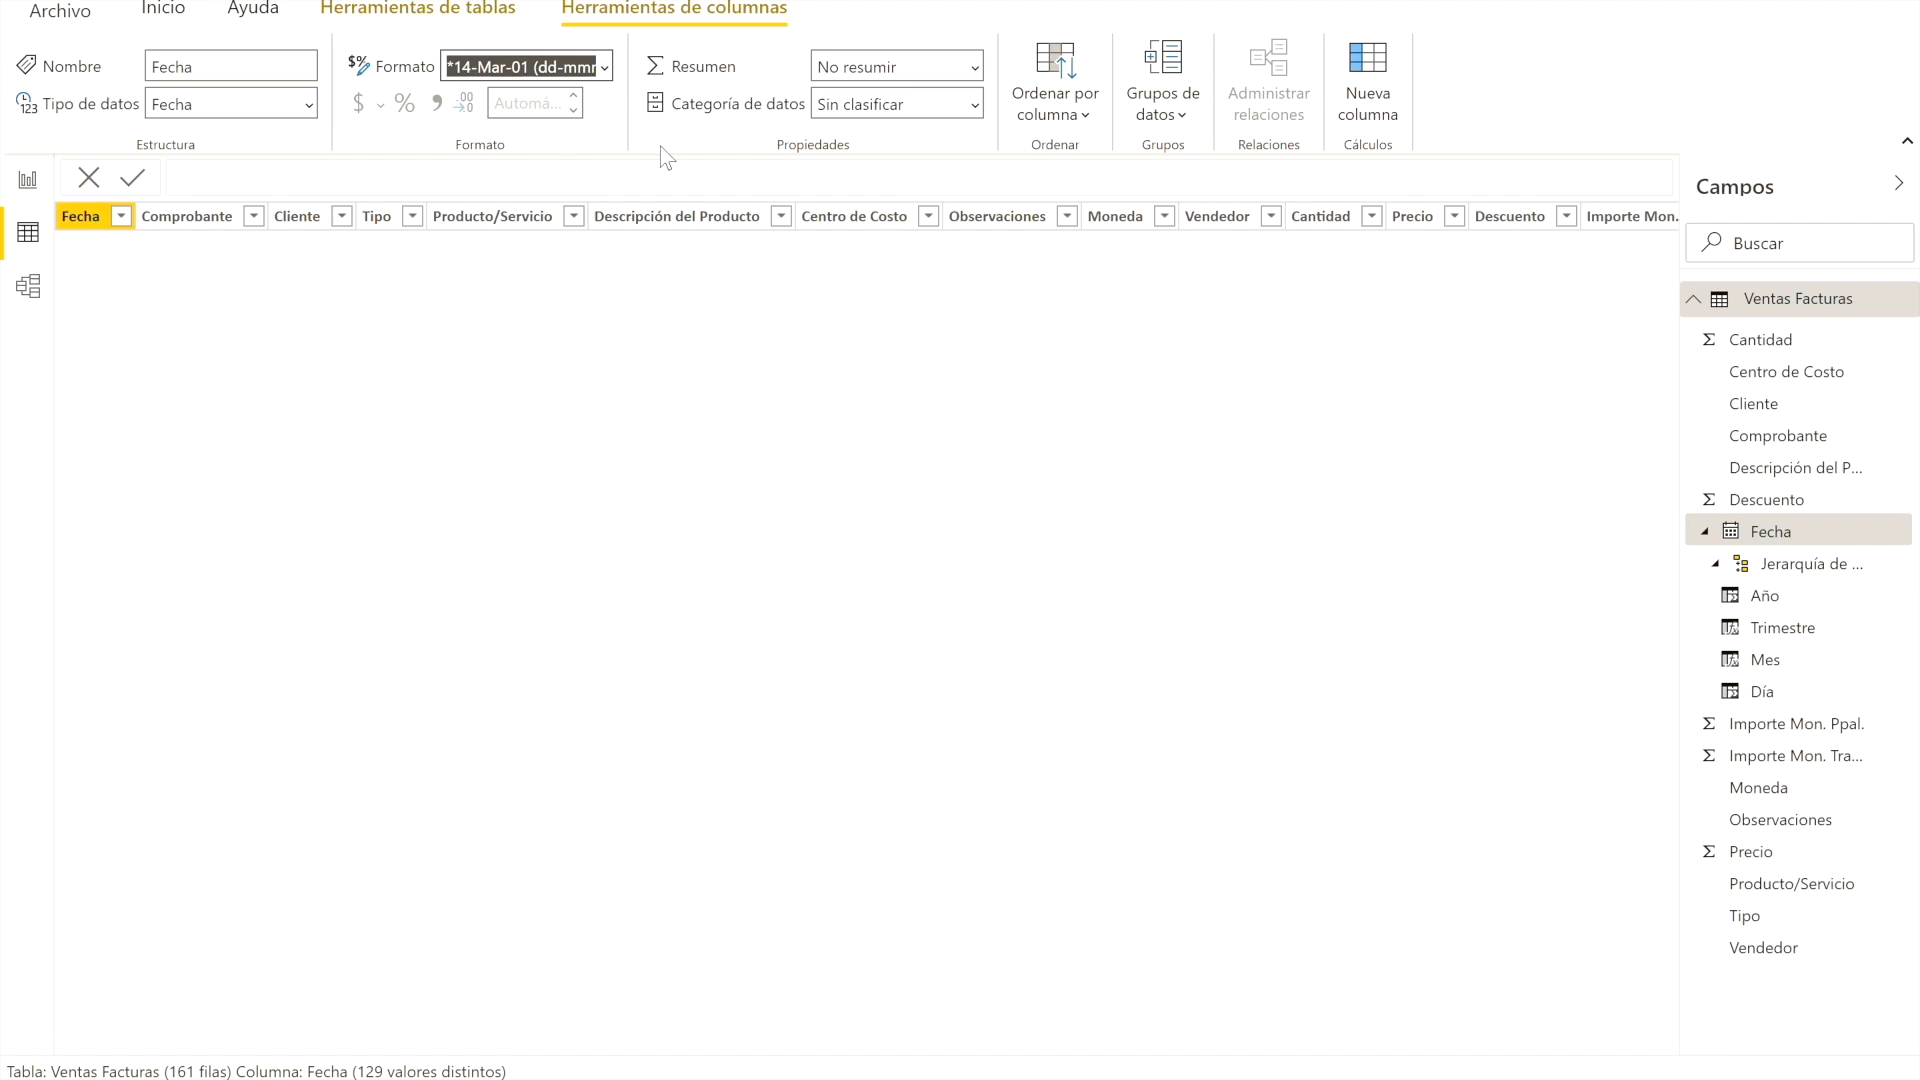 Archivo
Inicio
Ayuda
Herramientas de tablas
Herramientas de columnas
Nombre
Fecha
Tipo de datos
Fecha
Estructura
Formato
*14-Mar-01 (dd-mmr
$
%
Automá...
Formato
Resumen
No resumir
Categoría de datos
Sin clasificar
Propiedades
Ordenar por
columna
Ordenar
Grupos de
datos
Grupos
Administrar
relaciones
Relaciones
Nueva
columna
Cálculos
Fecha
Comprobante
Cliente
Tipo
Producto/Servicio
Descripción del Producto
Centro de Costo
Observaciones
Moneda
Vendedor
Cantidad
Precio
Descuento
Importe Mon.
Campos
Buscar
Ventas Facturas
Cantidad
Centro de Costo
Cliente
Comprobante
Descripción del P...
Descuento
Fecha
Jerarquía de ...
Año
Trimestre
Mes
Día
Importe Mon. Ppal.
Importe Mon. Tra...
Moneda
Observaciones
Precio
Producto/Servicio
Tipo
Vendedor
Tabla: Ventas Facturas (161 filas) Columna: Fecha (129 valores distintos)